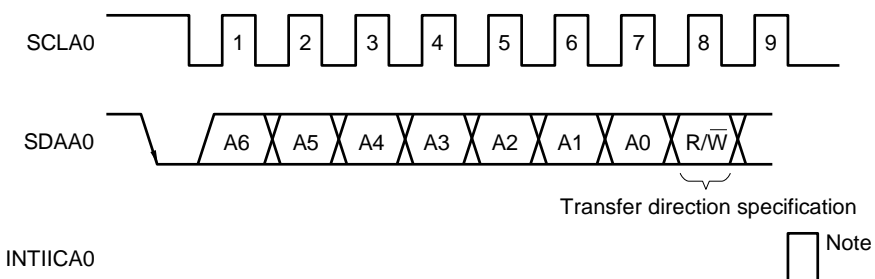 SCLA0 1 2 3 4 5 6 7 8 9
SDAA0 A6 A5 A4 A3 A2 A1 A0 R/W̅
Transfer direction specification
Note
INTIICA0